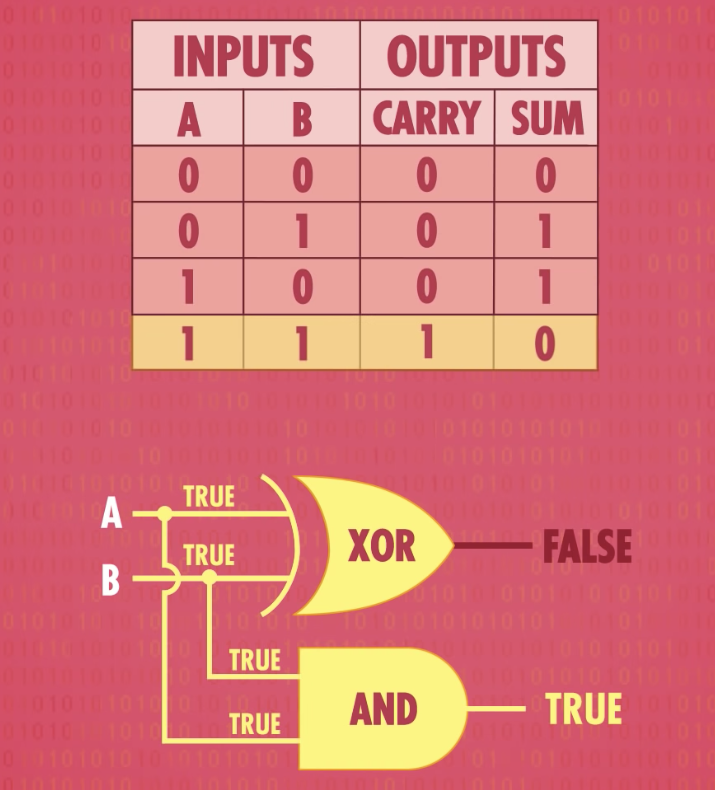 INPUTS OUTPUTS
A B CARRY SUM
0 0 0 0
0 1 0 1
1 0 0 1
1 1 1 0
TRUE
A
XOR FALSE
TRUE
B
TRUE
AND TRUE
TRUE